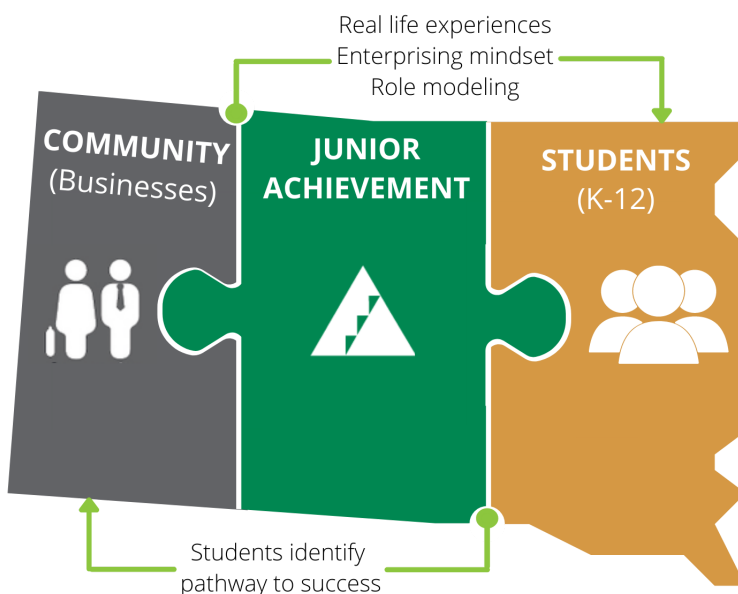 Real life experiences
Enterprising mindset
Role modeling
COMMUNITY
(Businesses)
JUNIOR
ACHIEVEMENT
STUDENTS
(K-12)
Students identify
pathway to success